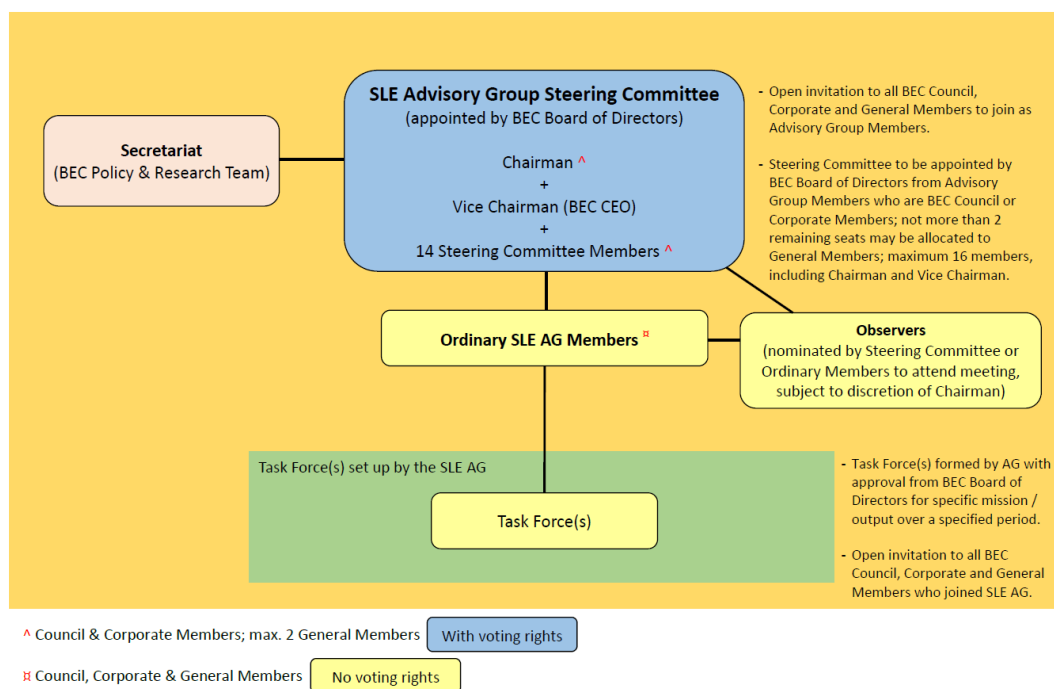 SLE Advisory Group Steering Committee
(appointed by BEC Board of Directors)
Chairman ^
+
Vice Chairman (BEC CEO)
+
14 Steering Committee Members ^
Secretariat
(BEC Policy & Research Team)
- Open invitation to all BEC Council,
Corporate and General Members to join as
Advisory Group Members.
- Steering Committee to be appointed by
BEC Board of Directors from Advisory
Group Members who are BEC Council or
Corporate Members; not more than 2
remaining seats may be allocated to
General Members; maximum 16 members,
including Chairman and Vice Chairman.
Ordinary SLE AG Members ¤
Observers
(nominated by Steering Committee or
Ordinary Members to attend meeting,
subject to discretion of Chairman)
Task Force(s) set up by the SLE AG
Task Force(s)
- Task Force(s) formed by AG with
approval from BEC Board of
Directors for specific mission /
output over a specified period.
- Open invitation to all BEC
Council, Corporate and General
Members who joined SLE AG.
^ Council & Corporate Members; max. 2 General Members
With voting rights
¤ Council, Corporate & General Members
No voting rights